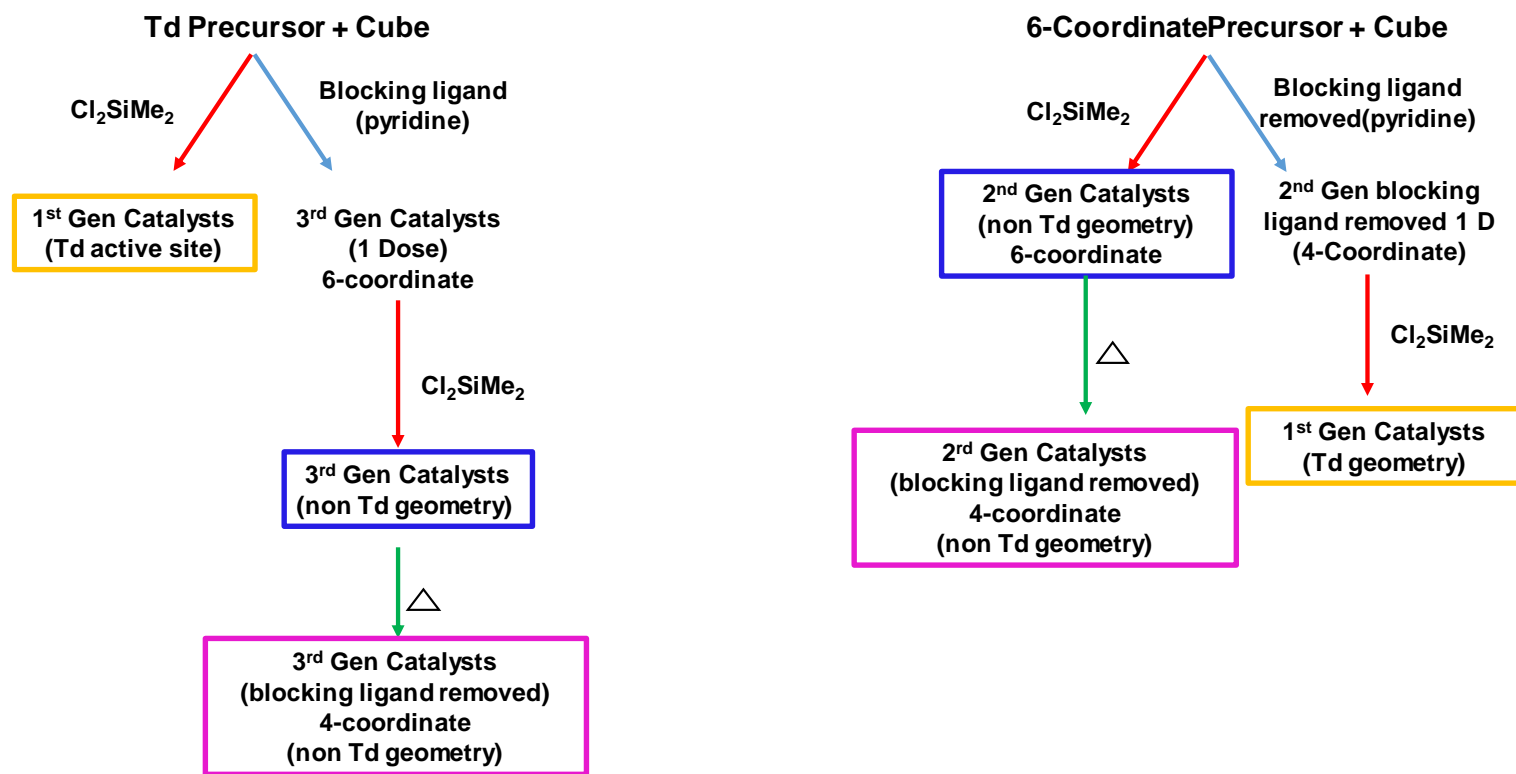 Td Precursor + Cube
Cl₂SiMe₂
Blocking ligand
(pyridine)
1ˢᵗ Gen Catalysts
(Td active site)
3ʳᵈ Gen Catalysts
(1 Dose)
6-coordinate
Cl₂SiMe₂
3ʳᵈ Gen Catalysts
(non Td geometry)
3ʳᵈ Gen Catalysts
(blocking ligand removed)
4-coordinate
(non Td geometry)
6-CoordinatePrecursor + Cube
Cl₂SiMe₂
Blocking ligand
removed(pyridine)
2ⁿᵈ Gen Catalysts
(non Td geometry)
6-coordinate
2ⁿᵈ Gen blocking
ligand removed 1 D
(4-Coordinate)
Cl₂SiMe₂
2ʳᵈ Gen Catalysts
(blocking ligand removed)
4-coordinate
(non Td geometry)
1ˢᵗ Gen Catalysts
(Td geometry)